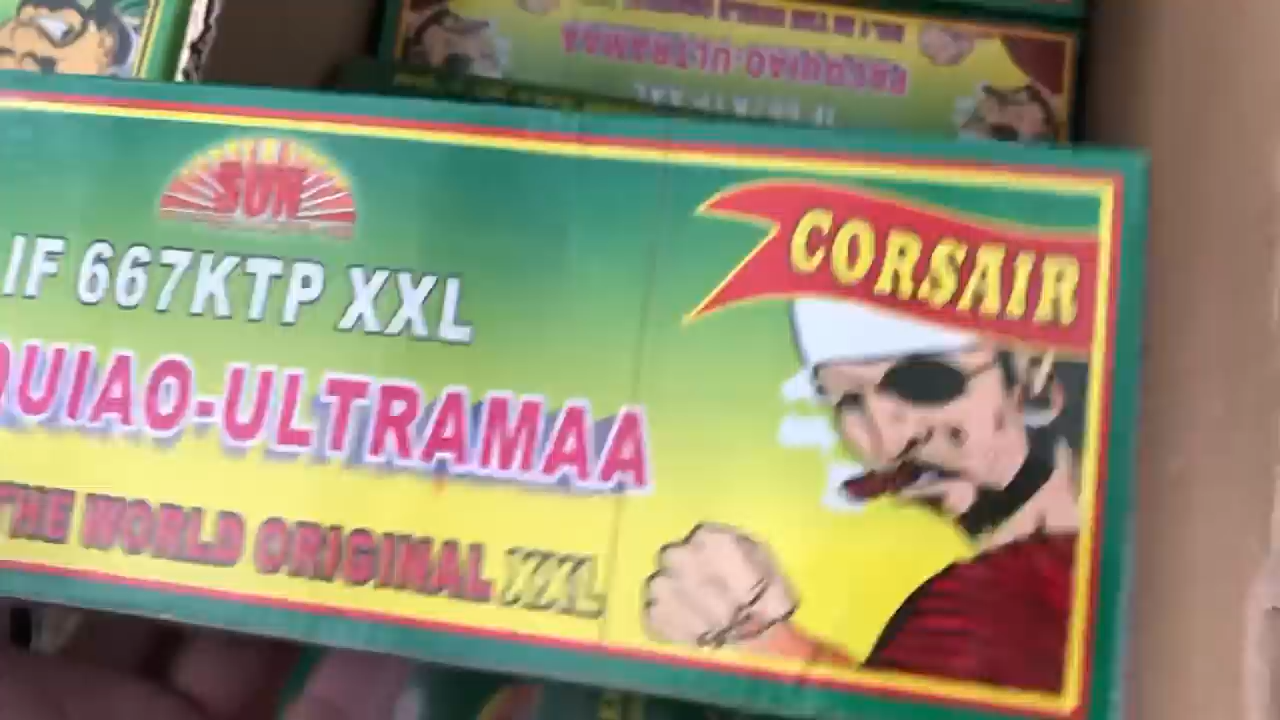 SUN
CORSAIR
IF 667KTP XXL
QUIAO-ULTRAMAA
THE WORLD ORIGINAL XXL